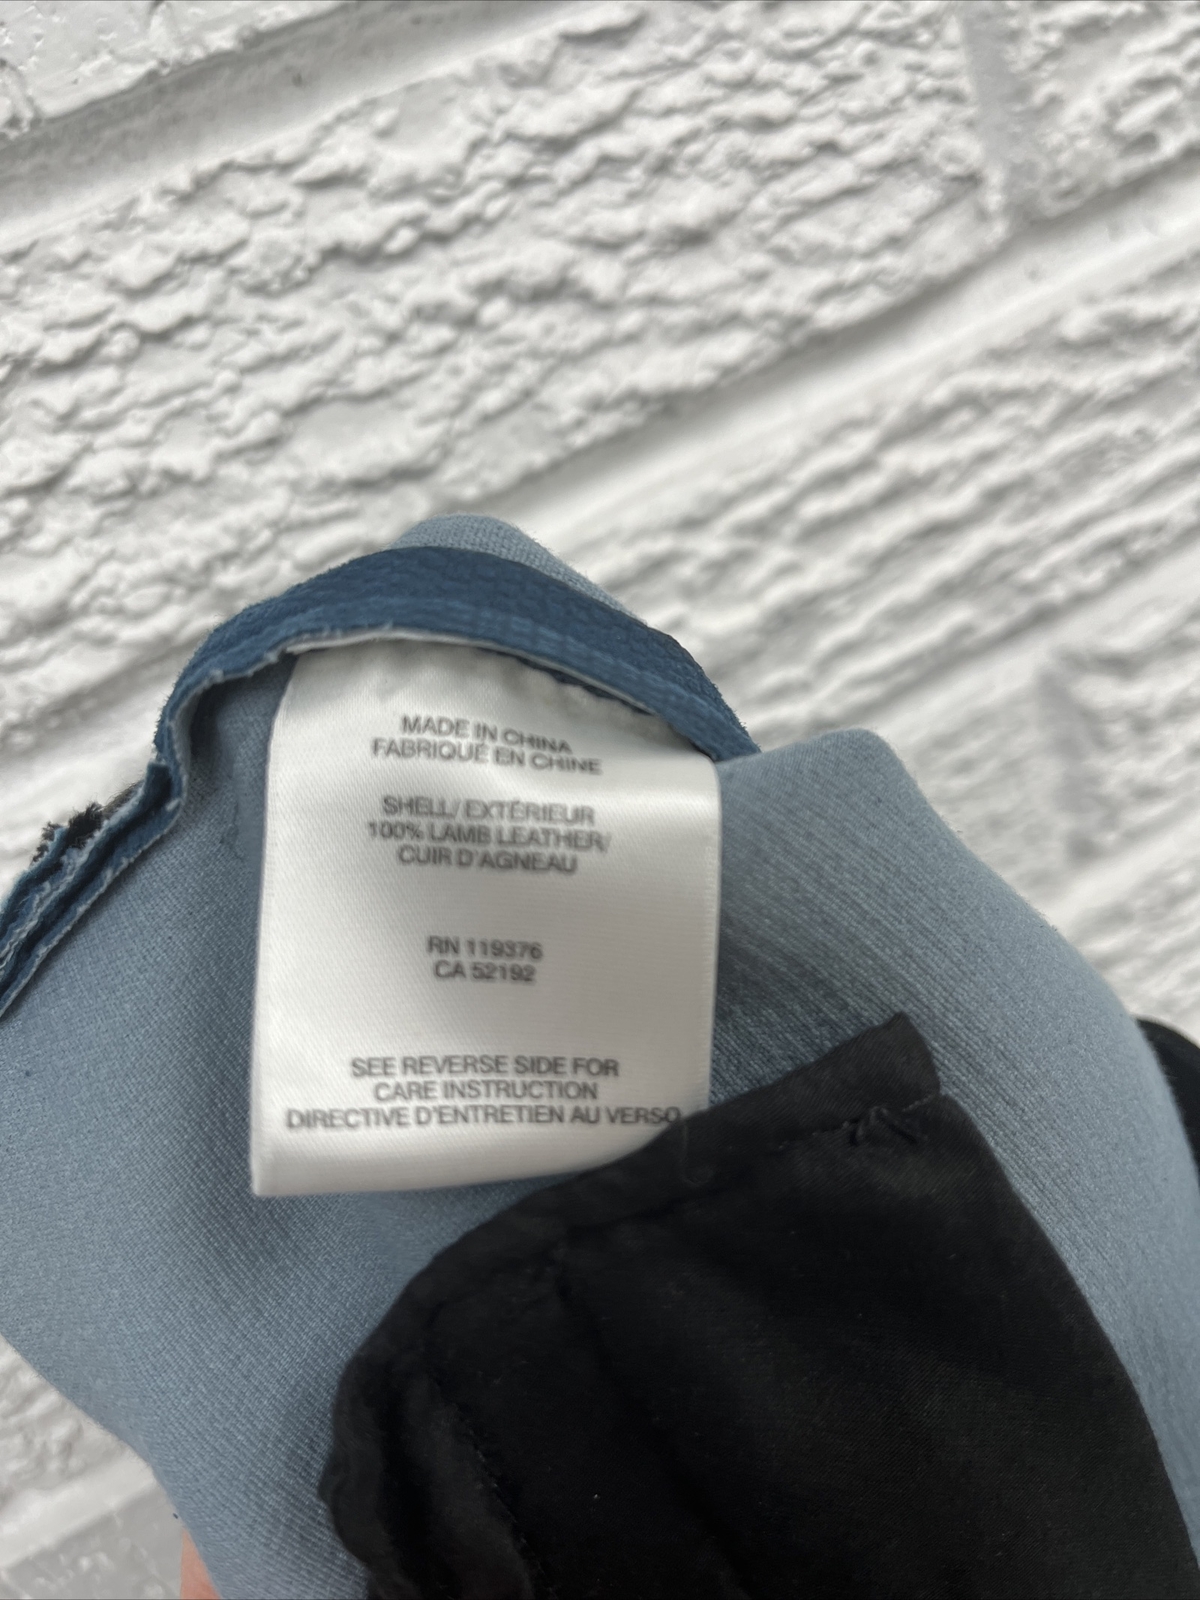 MADE IN CHINA
FABRIQUÉ EN CHINE
SHELL/ EXTÉRIEUR
100% LAMB LEATHER/
CUIR D'AGNEAU
RN 119376
CA 52192
SEE REVERSE SIDE FOR
CARE INSTRUCTION
DIRECTIVE D'ENTRETIEN AU VERSO